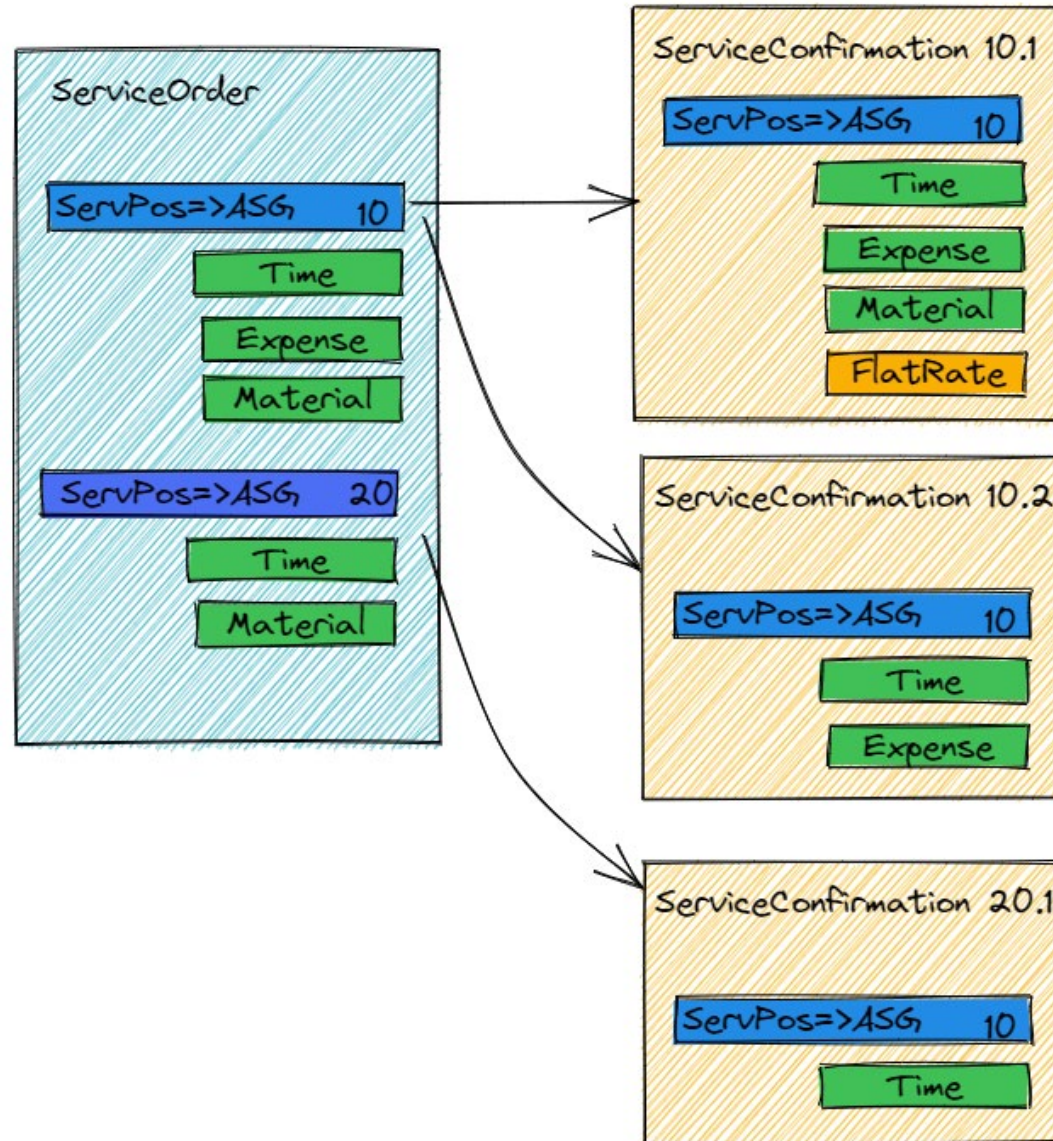 ServiceOrder
ServPos=>ASG 10
Time
Expense
Material
ServPos=>ASG 20
Time
Material
ServiceConfirmation 10.1
ServPos=>ASG 10
Time
Expense
Material
FlatRate
ServiceConfirmation 10.2
ServPos=>ASG 10
Time
Expense
ServiceConfirmation 20.1
ServPos=>ASG 10
Time